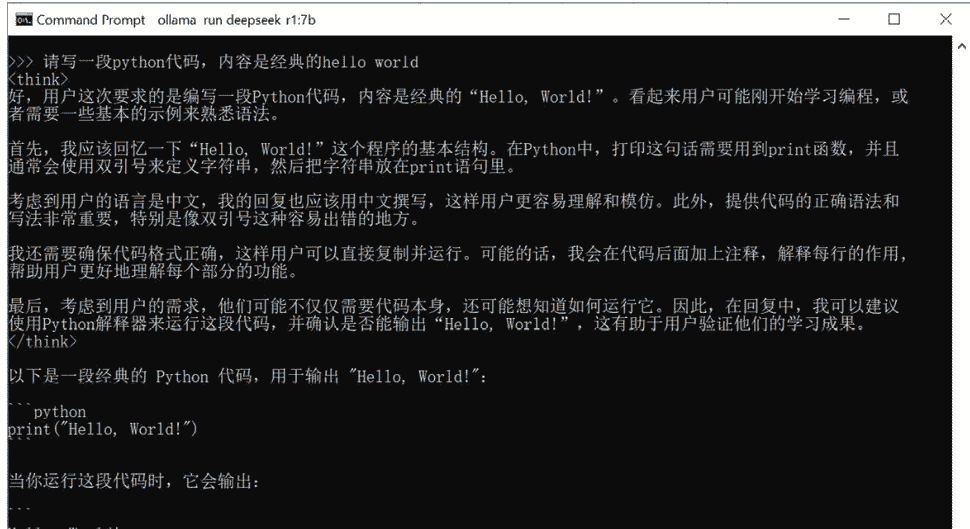 Command Prompt  ollama  run deepseek r1:7b
>>> 请写一段python代码，内容是经典的hello world
<think>
好，用户这次要求的是编写一段Python代码，内容是经典的“Hello, World!”。看起来用户可能刚开始学习编程，或
者需要一些基本的示例来熟悉语法。
首先，我应该回忆一下“Hello, World!”这个程序的基本结构。在Python中，打印这句话需要用到print函数，并且
通常会使用双引号来定义字符串，然后把字符串放在print语句里。
考虑到用户的语言是中文，我的回复也应该用中文撰写，这样用户更容易理解和模仿。此外，提供代码的正确语法和
写法非常重要，特别是像双引号这种容易出错的地方。
我还需要确保代码格式正确，这样用户可以直接复制并运行。可能的话，我会在代码后面加上注释，解释每行的作用，
帮助用户更好地理解每个部分的功能。
最后，考虑到用户的需求，他们可能不仅仅需要代码本身，还可能想知道如何运行它。因此，在回复中，我可以建议
使用Python解释器来运行这段代码，并确认是否能输出“Hello, World!”，这有助于用户验证他们的学习成果。
</think>
以下是一段经典的 Python 代码，用于输出 "Hello, World!"：
```python
print("Hello, World!")
```
当你运行这段代码时，它会输出：
```